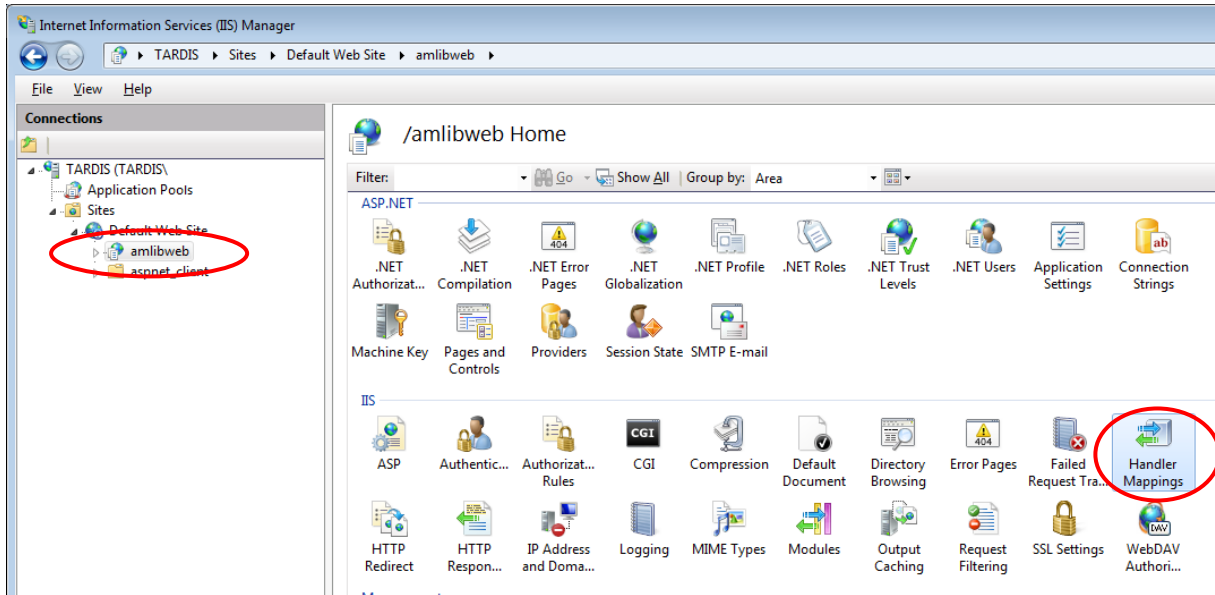 Internet Information Services (IIS) Manager
TARDIS Sites Default Web Site amlibweb
File View Help
Connections
TARDIS (TARDIS\
Application Pools
Sites
Default Web Site
amlibweb
aspnet_client
/amlibweb Home
Filter: Go Show All Group by: Area
ASP.NET
404
ab
.NET Authorizat...
.NET Compilation
.NET Error Pages
.NET Globalization
.NET Profile
.NET Roles
.NET Trust Levels
.NET Users
Application Settings
Connection Strings
Machine Key
Pages and Controls
Providers
Session State
SMTP E-mail
IIS
CGI
404
ASP
Authentic...
Authorizat... Rules
CGI
Compression
Default Document
Directory Browsing
Error Pages
Failed Request Tra...
Handler Mappings
DAV
HTTP Redirect
HTTP Respon...
IP Address and Doma...
Logging
MIME Types
Modules
Output Caching
Request Filtering
SSL Settings
WebDAV Authori...